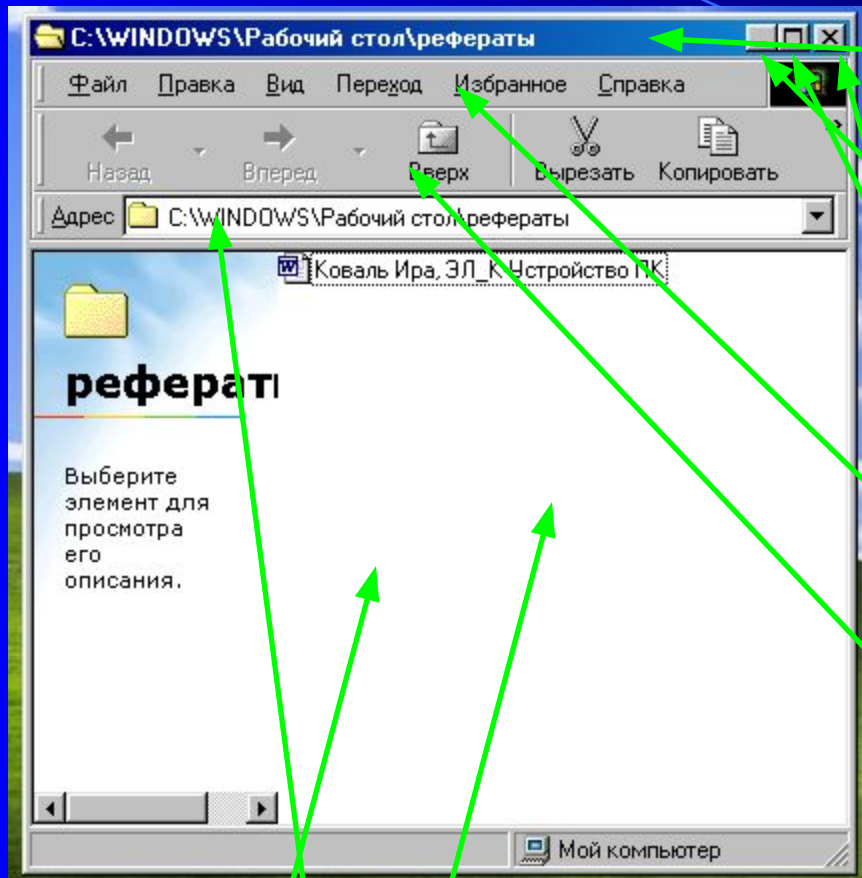 C:\WINDOWS\Рабочий стол\рефераты
Файл Правка Вид Переход Избранное Справка
Назад Вперед Вверх Вырезать Копировать
Адрес C:\WINDOWS\Рабочий стол\рефераты
Коваль Ира, ЭЛ_К Устройство ПК
рефераты
Выберите
элемент для
просмотра
его
описания.
Мой компьютер